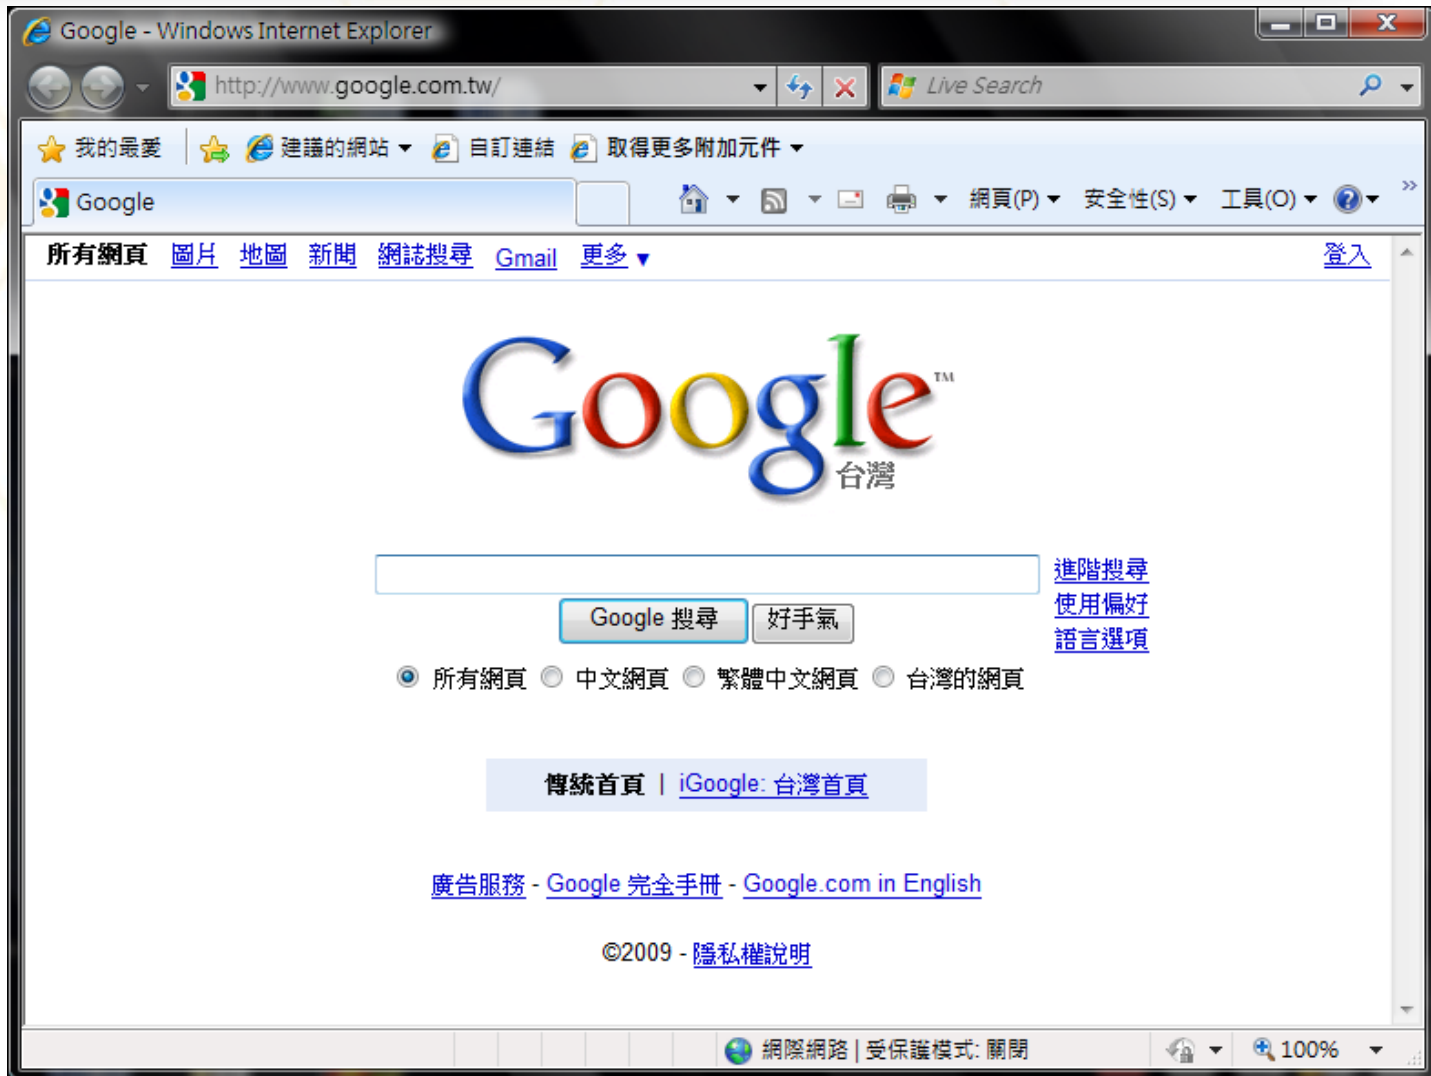 Google - Windows Internet Explorer
http://www.google.com.tw/ Live Search
我的最愛 建議的網站 自訂連結 取得更多附加元件
Google 網頁(P) 安全性(S) 工具(O) »
所有網頁 圖片 地圖 新聞 網誌搜尋 Gmail 更多 ▼ 登入
Google™
台灣
進階搜尋
Google 搜尋 好手氣 使用偏好
語言選項
所有網頁 中文網頁 繁體中文網頁 台灣的網頁
傳統首頁 | iGoogle: 台灣首頁
廣告服務 - Google 完全手冊 - Google.com in English
©2009 - 隱私權說明
網際網路 | 受保護模式: 關閉 100%